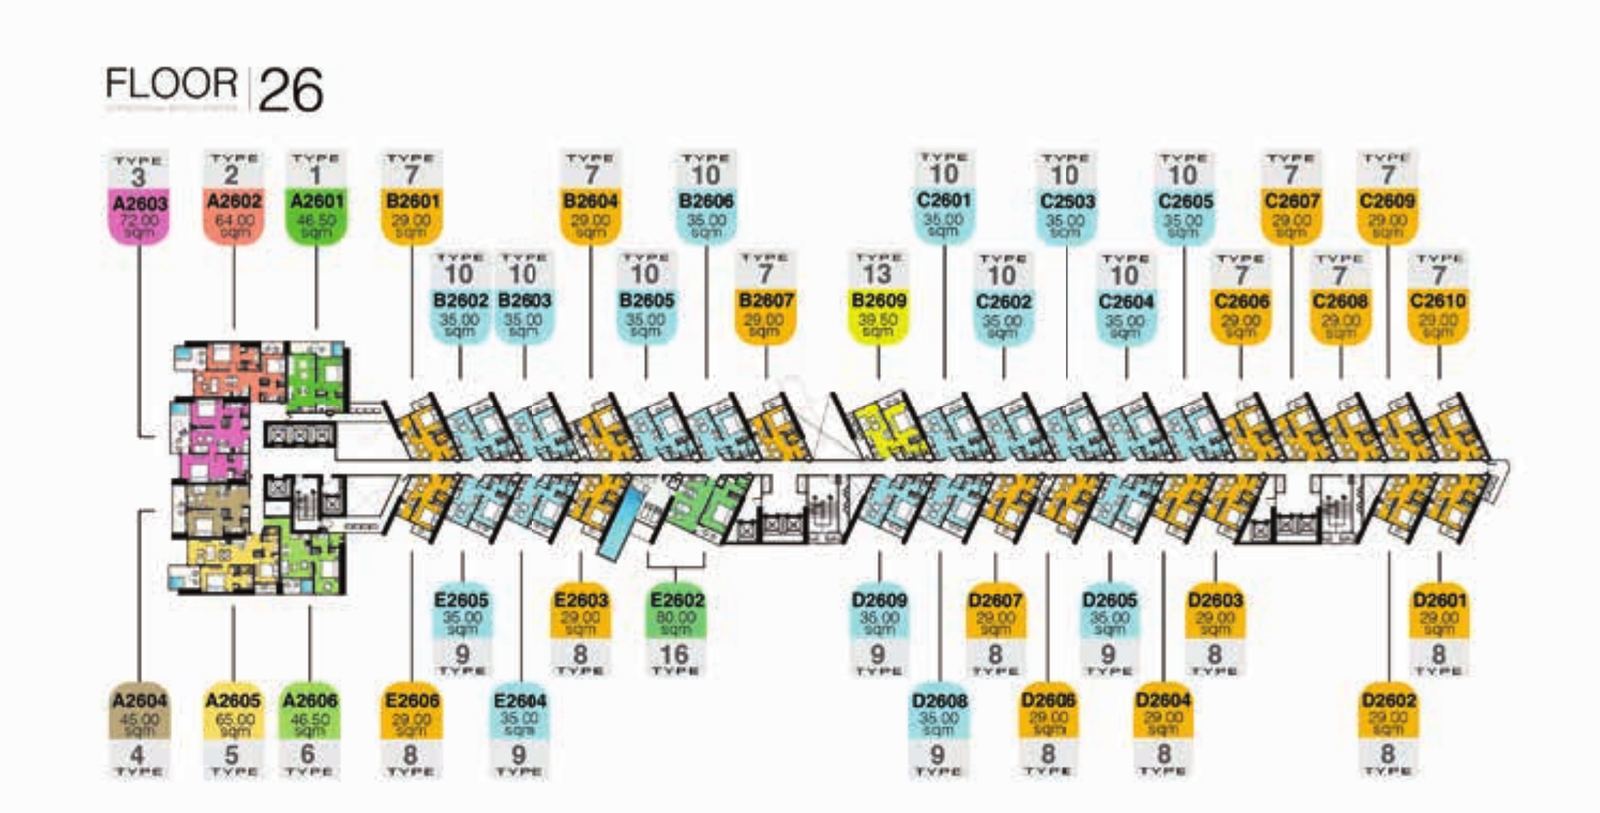 FLOOR 26
TYPE
3
A2603
72.00
sqm
TYPE
2
A2602
64.00
sqm
TYPE
1
A2601
46.50
sqm
TYPE
7
B2601
29.00
sqm
TYPE
7
B2604
29.00
sqm
TYPE
10
B2606
35.00
sqm
TYPE
10
C2601
35.00
sqm
TYPE
10
C2603
35.00
sqm
TYPE
10
C2605
35.00
sqm
TYPE
7
C2607
29.00
sqm
TYPE
7
C2609
29.00
sqm
TYPE
10
B2602
35.00
sqm
TYPE
10
B2603
35.00
sqm
TYPE
10
B2605
35.00
sqm
TYPE
7
B2607
29.00
sqm
TYPE
13
B2609
39.50
sqm
TYPE
10
C2602
35.00
sqm
TYPE
10
C2604
35.00
sqm
TYPE
7
C2606
29.00
sqm
TYPE
7
C2608
29.00
sqm
TYPE
7
C2610
29.00
sqm
E2605
35.00
sqm
9
TYPE
E2603
29.00
sqm
8
TYPE
E2602
80.00
sqm
16
TYPE
D2609
35.00
sqm
9
TYPE
D2607
29.00
sqm
8
TYPE
D2605
35.00
sqm
9
TYPE
D2603
29.00
sqm
8
TYPE
D2601
29.00
sqm
8
TYPE
A2604
45.00
sqm
4
TYPE
A2605
65.00
sqm
5
TYPE
A2606
46.50
sqm
6
TYPE
E2606
29.00
sqm
8
TYPE
E2604
35.00
sqm
9
TYPE
D2608
35.00
sqm
9
TYPE
D2606
29.00
sqm
8
TYPE
D2604
29.00
sqm
8
TYPE
D2602
29.00
sqm
8
TYPE